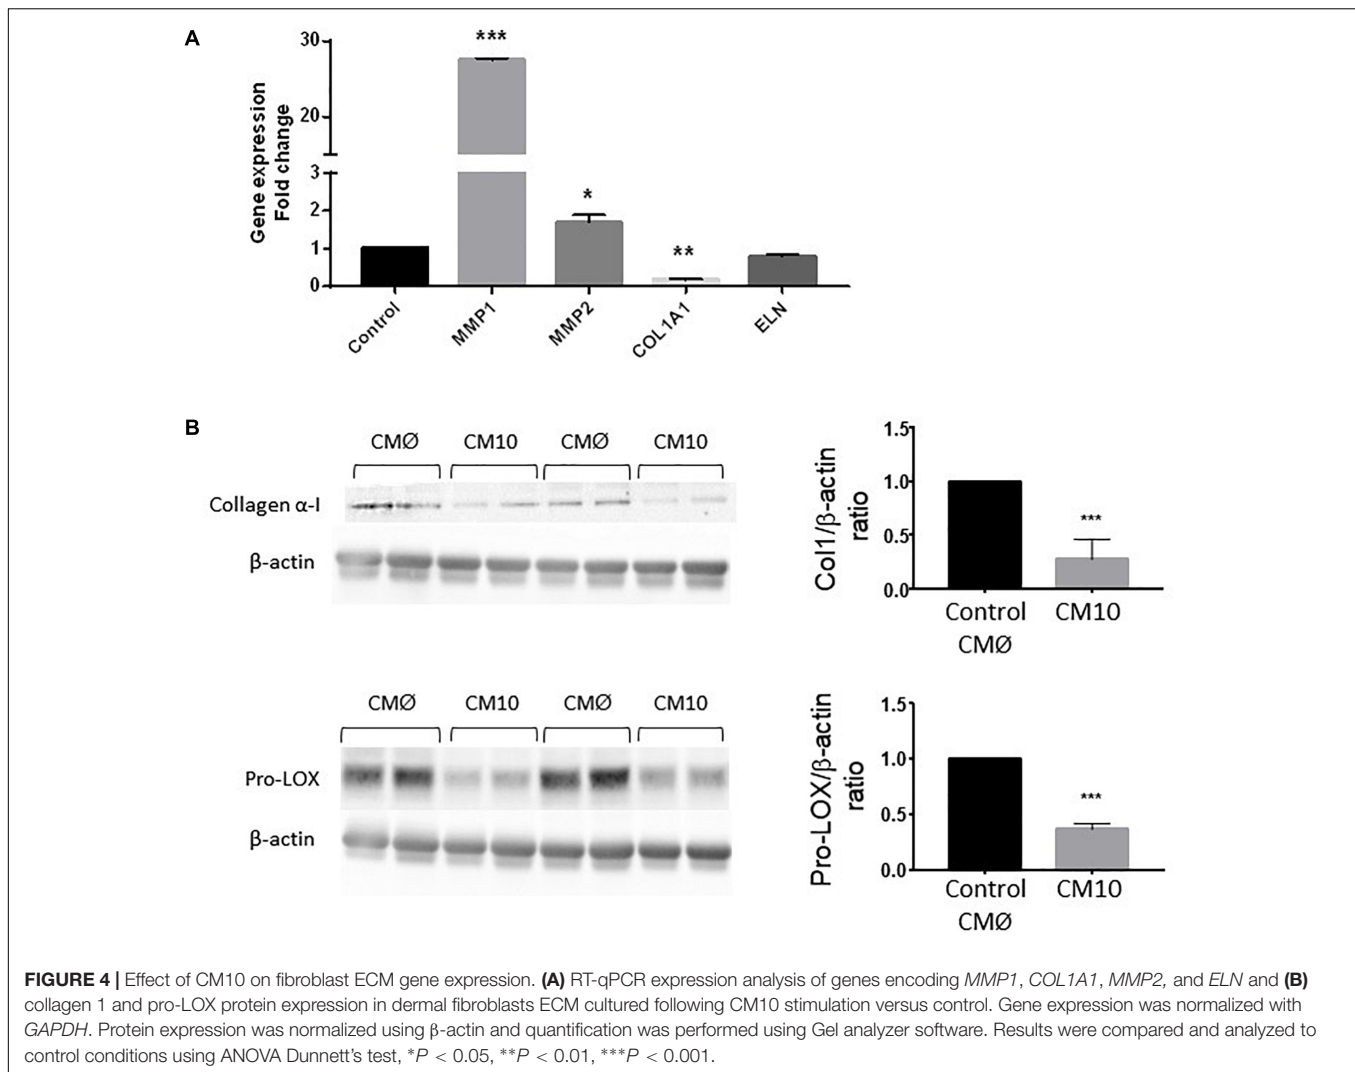 A
***
*
**
30
20
3
2
1
0
Gene expression
Fold change
Control
MMP1
MMP2
COL1A1
ELN
B
CMØ CM10 CMØ CM10
Collagen α-I
β-actin
1.5
1.0
0.5
0.0
Col1/β-actin
ratio
***
Control
CMØ
CM10
CMØ CM10 CMØ CM10
Pro-LOX
β-actin
1.5
1.0
0.5
0.0
Pro-LOX/β-actin
ratio
***
Control
CMØ
CM10
FIGURE 4 | Effect of CM10 on fibroblast ECM gene expression. (A) RT-qPCR expression analysis of genes encoding MMP1, COL1A1, MMP2, and ELN and (B)
collagen 1 and pro-LOX protein expression in dermal fibroblasts ECM cultured following CM10 stimulation versus control. Gene expression was normalized with
GAPDH. Protein expression was normalized using β-actin and quantification was performed using Gel analyzer software. Results were compared and analyzed to
control conditions using ANOVA Dunnett's test, *P < 0.05, **P < 0.01, ***P < 0.001.